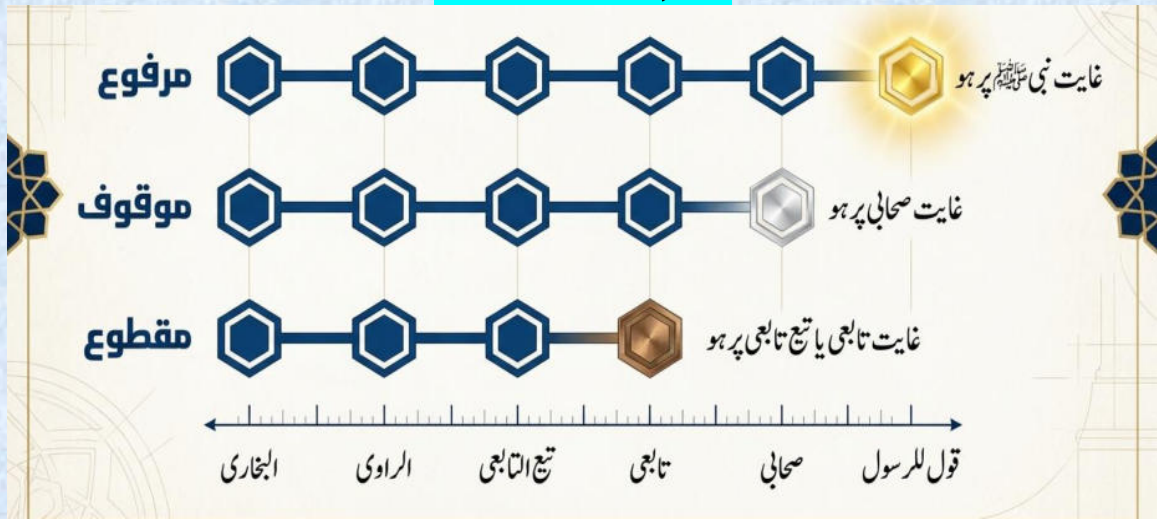 مرفوع
غایت نبی ﷺ پر ہو
موقوف
غایت صحابی پر ہو
مقطوع
غایت تابعی یا تبع تابعی پر ہو
البخاری
الراوی
تبع التابعی
تابعی
صحابی
قول للرسول